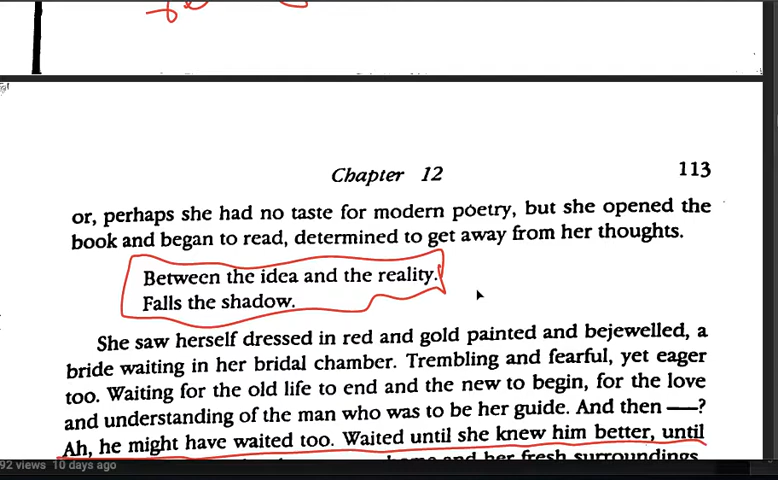 Chapter 12 113
or, perhaps she had no taste for modern poetry, but she opened the
book and began to read, determined to get away from her thoughts.
Between the idea and the reality.
Falls the shadow.
She saw herself dressed in red and gold painted and bejewelled, a
bride waiting in her bridal chamber. Trembling and fearful, yet eager
too. Waiting for the old life to end and the new to begin, for the love
and understanding of the man who was to be her guide. And then —?
Ah, he might have waited too. Waited until she knew him better, until
and her fresh surroundings
92 views 10 days ago